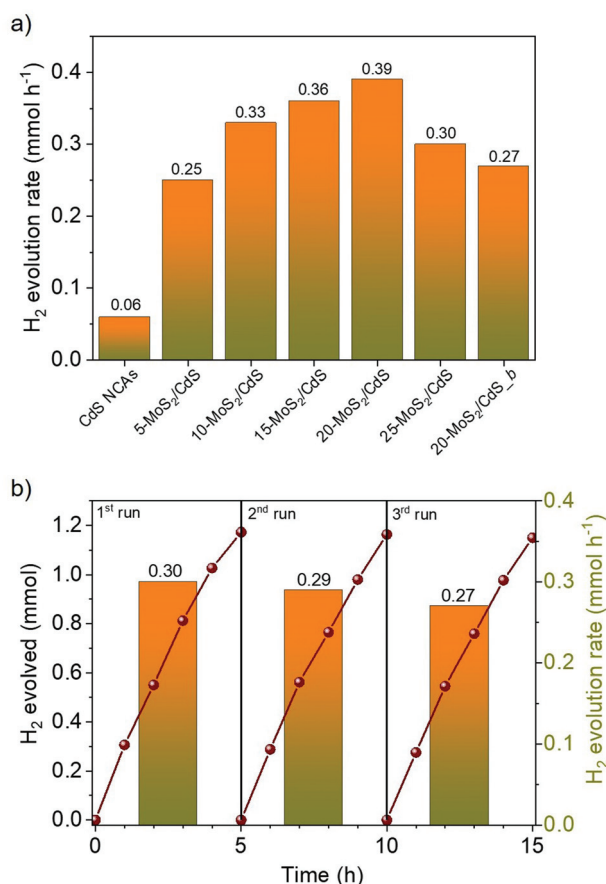 a)
H₂ evolution rate (mmol h⁻¹)
0.4
0.3
0.2
0.1
0.0
0.06
0.25
0.33
0.36
0.39
0.30
0.27
CdS NCAs
5-MoS₂/CdS
10-MoS₂/CdS
15-MoS₂/CdS
20-MoS₂/CdS
25-MoS₂/CdS
20-MoS₂/CdS_b
b)
H₂ evolved (mmol)
1.2
1.0
0.8
0.6
0.4
0.2
0.0
1ˢᵗ run
2ⁿᵈ run
3ʳᵈ run
0.30
0.29
0.27
0.4
0.3
0.2
0.1
0.0
H₂ evolution rate (mmol h⁻¹)
0
5
10
15
Time (h)